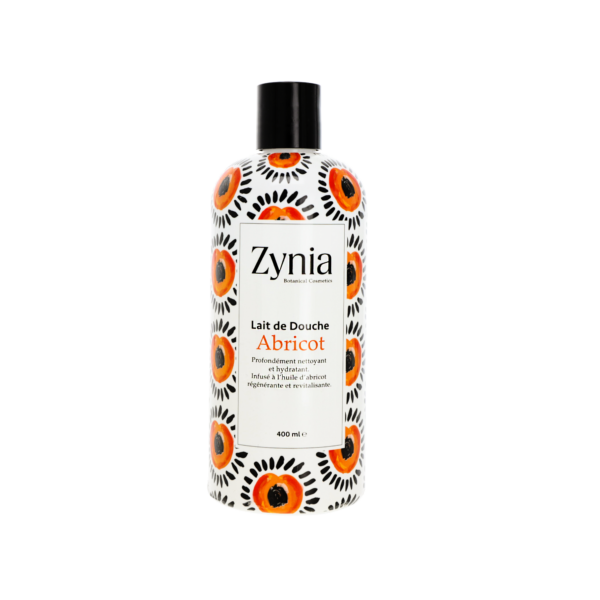 Zynia
Botanical Cosmetics
Lait de Douche
Abricot
Profondément nettoyant
et hydratant.
Infusé à l'huile d'abricot
régénérante et revitalisante.
400 ml ℮